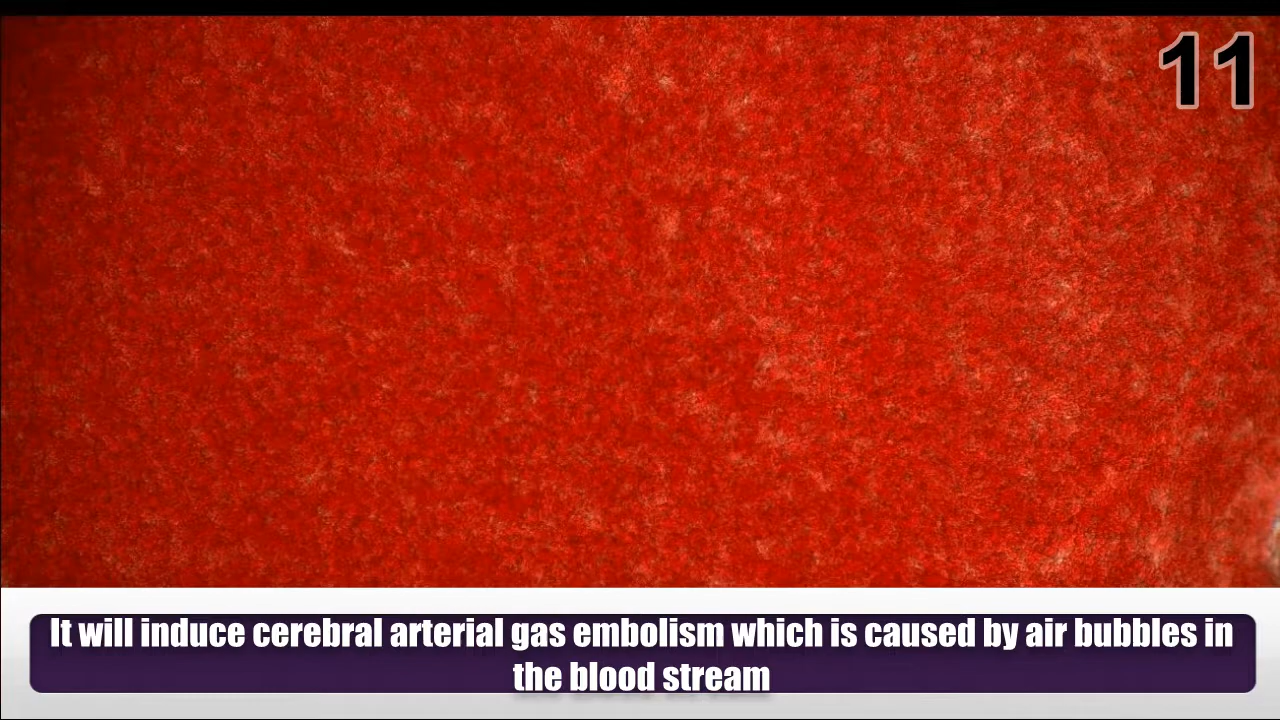 11
It will induce cerebral arterial gas embolism which is caused by air bubbles in
the blood stream